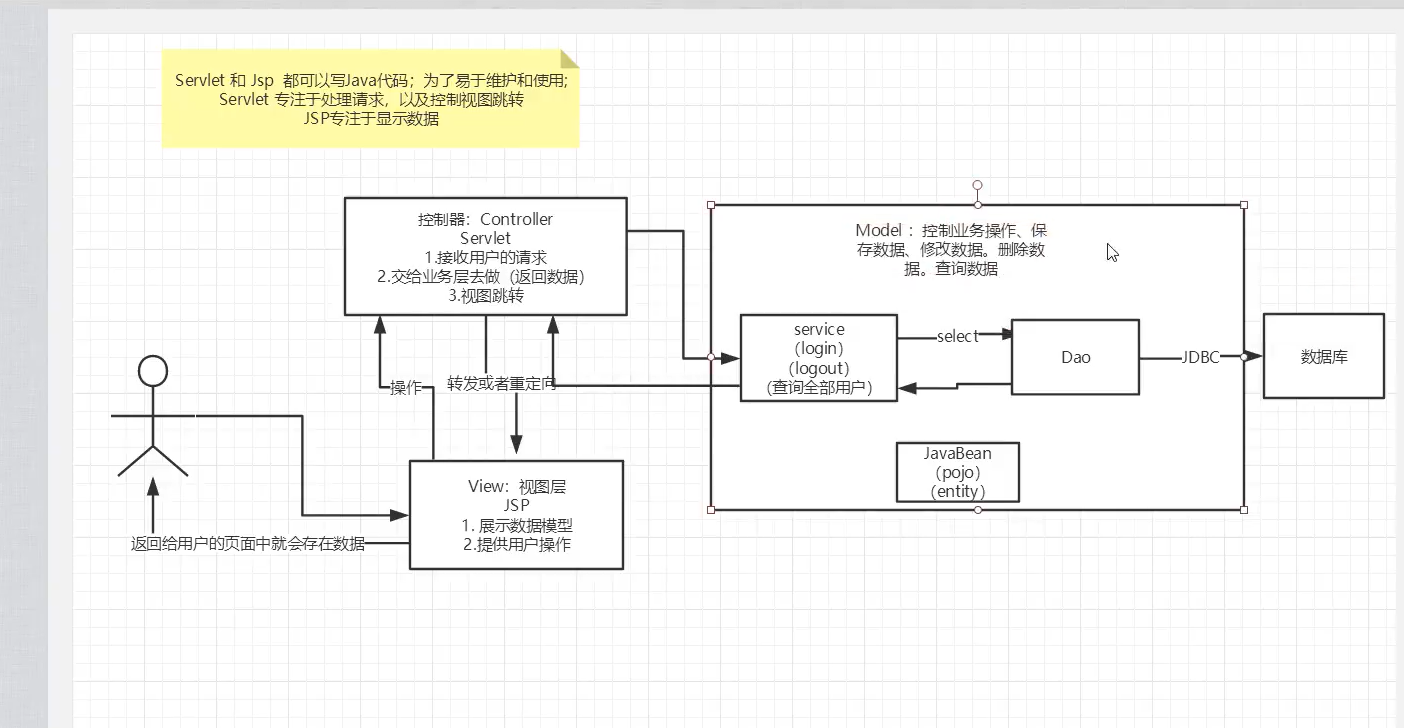 Servlet 和 Jsp  都可以写Java代码；为了易于维护和使用;
Servlet 专注于处理请求，以及控制视图跳转
JSP专注于显示数据
控制器：Controller
Servlet
1.接收用户的请求
2.交给业务层去做（返回数据）
3.视图跳转
Model ：控制业务操作、保
存数据、修改数据。删除数
据。查询数据
service
（login）
（logout）
（查询全部用户）
select
Dao
JDBC
数据库
操作
转发或者重定向
JavaBean
（pojo）
（entity）
View：视图层
JSP
1. 展示数据模型
2.提供用户操作
返回给用户的页面中就会存在数据